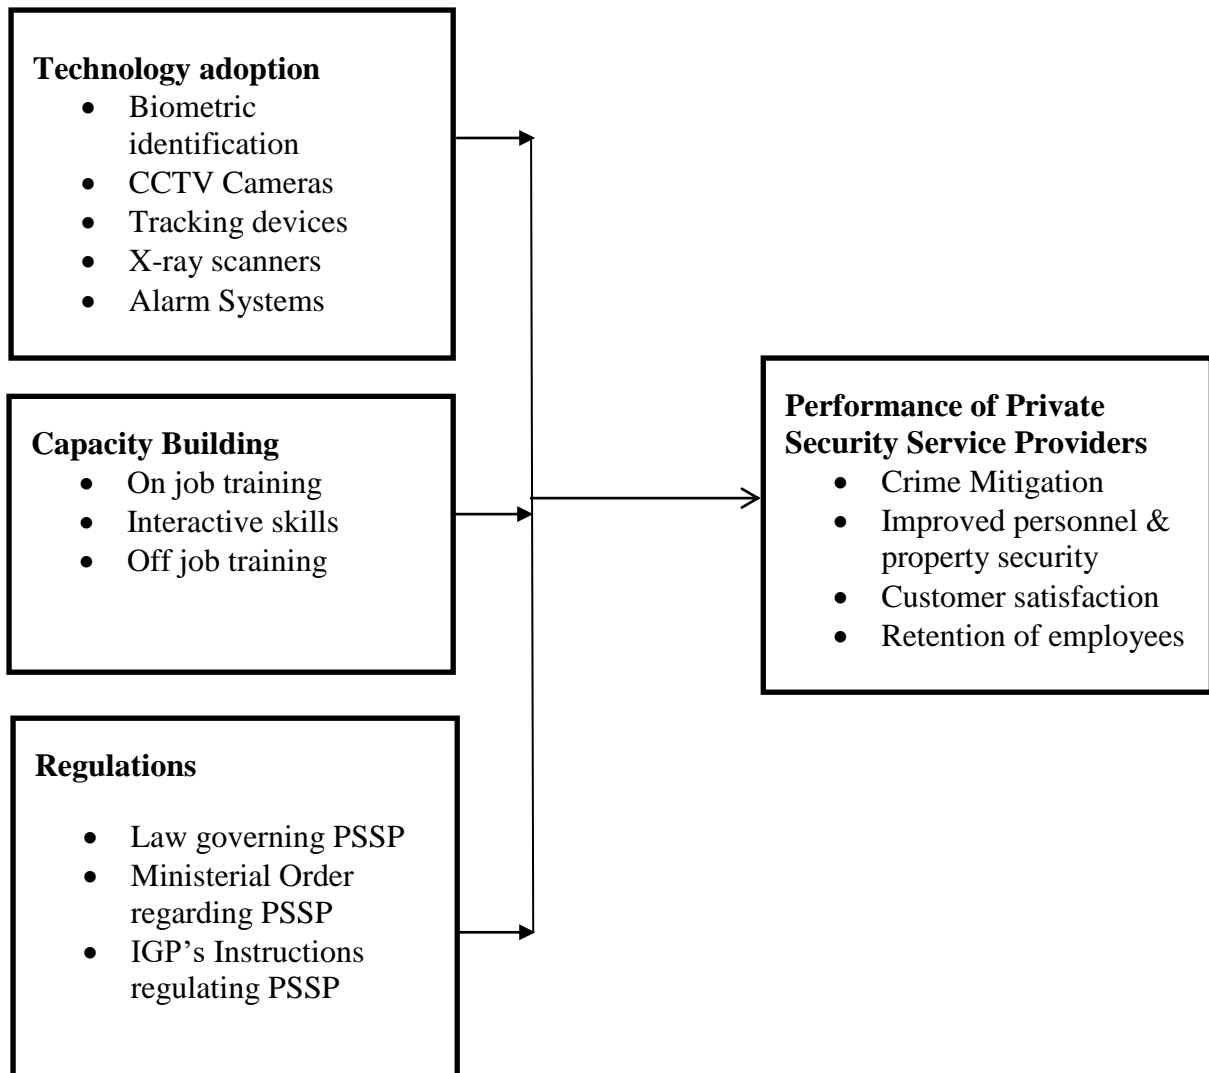 Technology adoption
• Biometric
identification
• CCTV Cameras
• Tracking devices
• X-ray scanners
• Alarm Systems
Capacity Building
• On job training
• Interactive skills
• Off job training
Regulations
• Law governing PSSP
• Ministerial Order
regarding PSSP
• IGP’s Instructions
regulating PSSP
Performance of Private
Security Service Providers
• Crime Mitigation
• Improved personnel &
property security
• Customer satisfaction
• Retention of employees